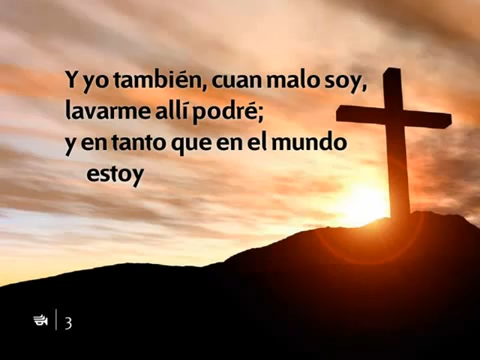 Y yo también, cuan malo soy,
lavarme allí podré;
y en tanto que en el mundo
estoy
3